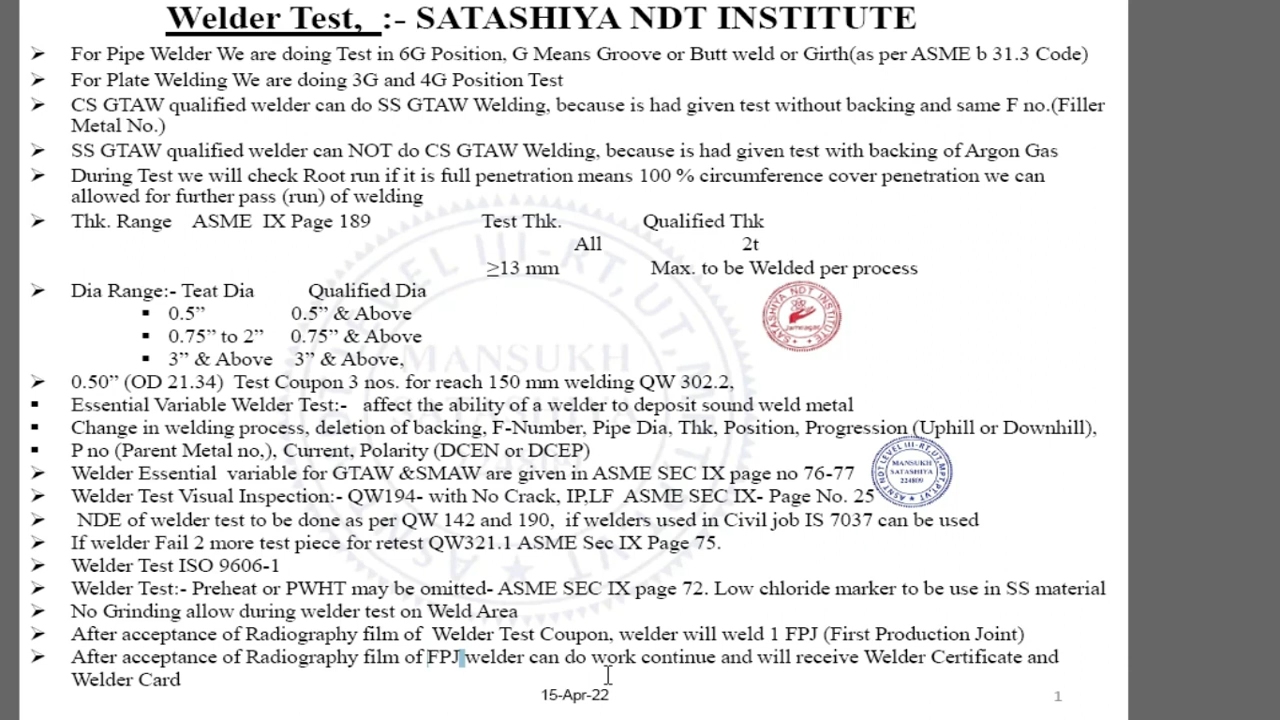 Welder Test, :- SATASHIYA NDT INSTITUTE
➢ For Pipe Welder We are doing Test in 6G Position, G Means Groove or Butt weld or Girth(as per ASME b 31.3 Code)
➢ For Plate Welding We are doing 3G and 4G Position Test
➢ CS GTAW qualified welder can do SS GTAW Welding, because is had given test without backing and same F no.(Filler
Metal No.)
➢ SS GTAW qualified welder can NOT do CS GTAW Welding, because is had given test with backing of Argon Gas
➢ During Test we will check Root run if it is full penetration means 100 % circumference cover penetration we can
allowed for further pass (run) of welding
➢ Thk. Range ASME IX Page 189 Test Thk. Qualified Thk
All 2t
≥13 mm Max. to be Welded per process
➢ Dia Range:- Teat Dia Qualified Dia
▪ 0.5” 0.5” & Above
▪ 0.75” to 2” 0.75” & Above
▪ 3” & Above 3” & Above,
➢ 0.50” (OD 21.34) Test Coupon 3 nos. for reach 150 mm welding QW 302.2,
▪ Essential Variable Welder Test:- affect the ability of a welder to deposit sound weld metal
▪ Change in welding process, deletion of backing, F-Number, Pipe Dia, Thk, Position, Progression (Uphill or Downhill),
▪ P no (Parent Metal no,), Current, Polarity (DCEN or DCEP)
➢ Welder Essential variable for GTAW &SMAW are given in ASME SEC IX page no 76-77
➢ Welder Test Visual Inspection:- QW194- with No Crack, IP,LF ASME SEC IX- Page No. 25
➢ NDE of welder test to be done as per QW 142 and 190, if welders used in Civil job IS 7037 can be used
➢ If welder Fail 2 more test piece for retest QW321.1 ASME Sec IX Page 75.
➢ Welder Test ISO 9606-1
➢ Welder Test:- Preheat or PWHT may be omitted- ASME SEC IX page 72. Low chloride marker to be use in SS material
➢ No Grinding allow during welder test on Weld Area
➢ After acceptance of Radiography film of Welder Test Coupon, welder will weld 1 FPJ (First Production Joint)
➢ After acceptance of Radiography film of FPJ welder can do work continue and will receive Welder Certificate and
Welder Card
15-Apr-22 1
SATASHIYA NDT INSTITUTE
Jamnagar
ASNT NDT LEVEL III-RT,UT,MT,PT,VT
MANSUKH
SATASHIYA